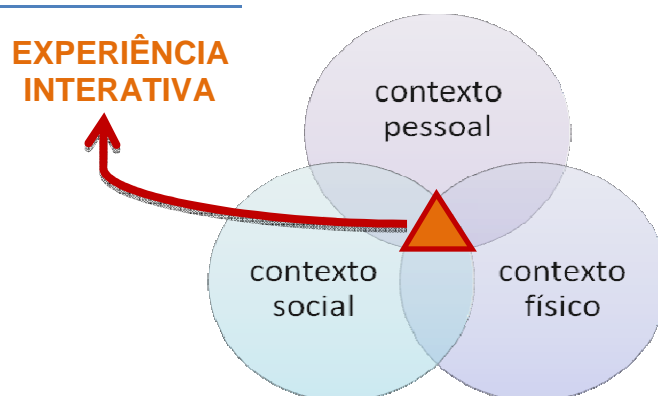 EXPERIÊNCIA
INTERATIVA
contexto
pessoal
contexto
social
contexto
físico